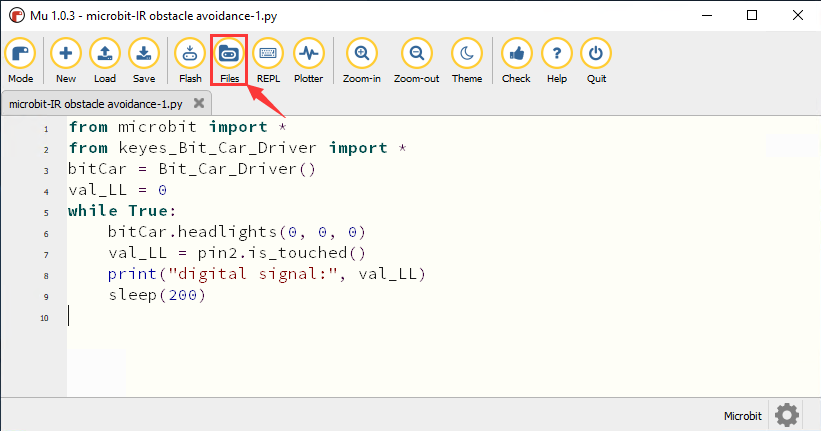 Mu 1.0.3 - microbit-IR obstacle avoidance-1.py
Mode New Load Save Flash Files REPL Plotter Zoom-in Zoom-out Theme Check Help Quit
microbit-IR obstacle avoidance-1.py
1 from microbit import *
2 from keyes_Bit_Car_Driver import *
3 bitCar = Bit_Car_Driver()
4 val_LL = 0
5 while True:
6 bitCar.headlights(0, 0, 0)
7 val_LL = pin2.is_touched()
8 print("digital signal:", val_LL)
9 sleep(200)
10
Microbit